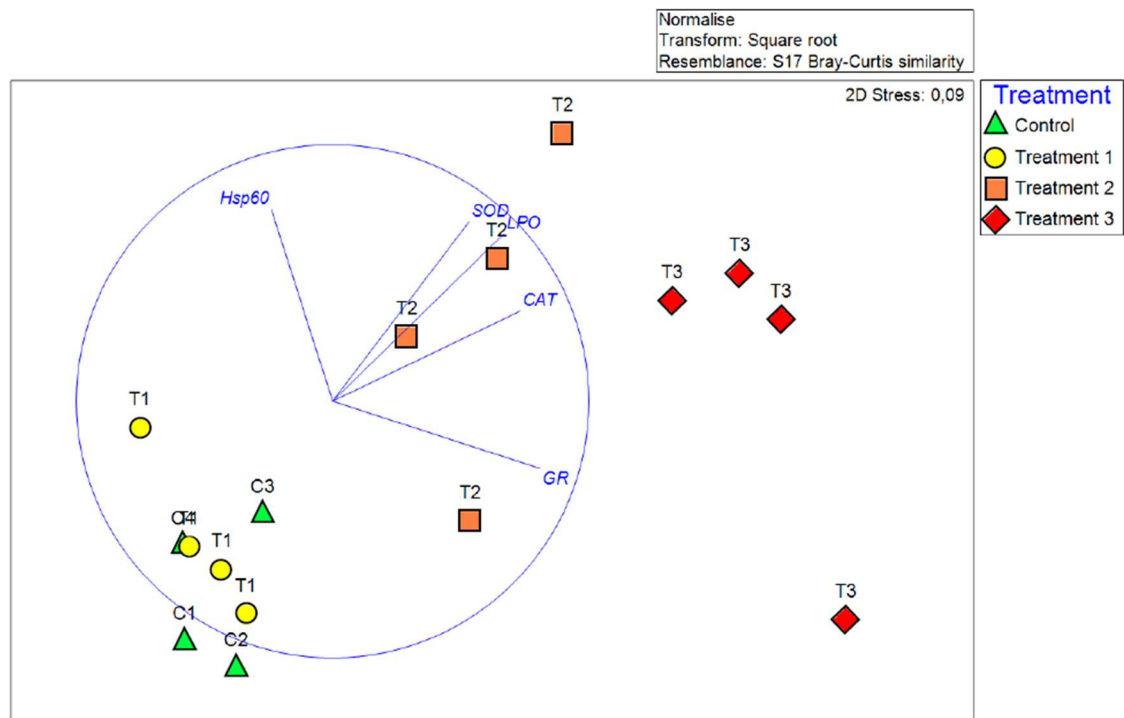 Normalise
Transform: Square root
Resemblance: S17 Bray-Curtis similarity
2D Stress: 0,09
Treatment
Control
Treatment 1
Treatment 2
Treatment 3
T2
Hsp60
SOD
LPO
T2
T3
T3
T3
CAT
T2
T1
GR
C3
T2
C4
T1
T1
T1
T3
C1
C2